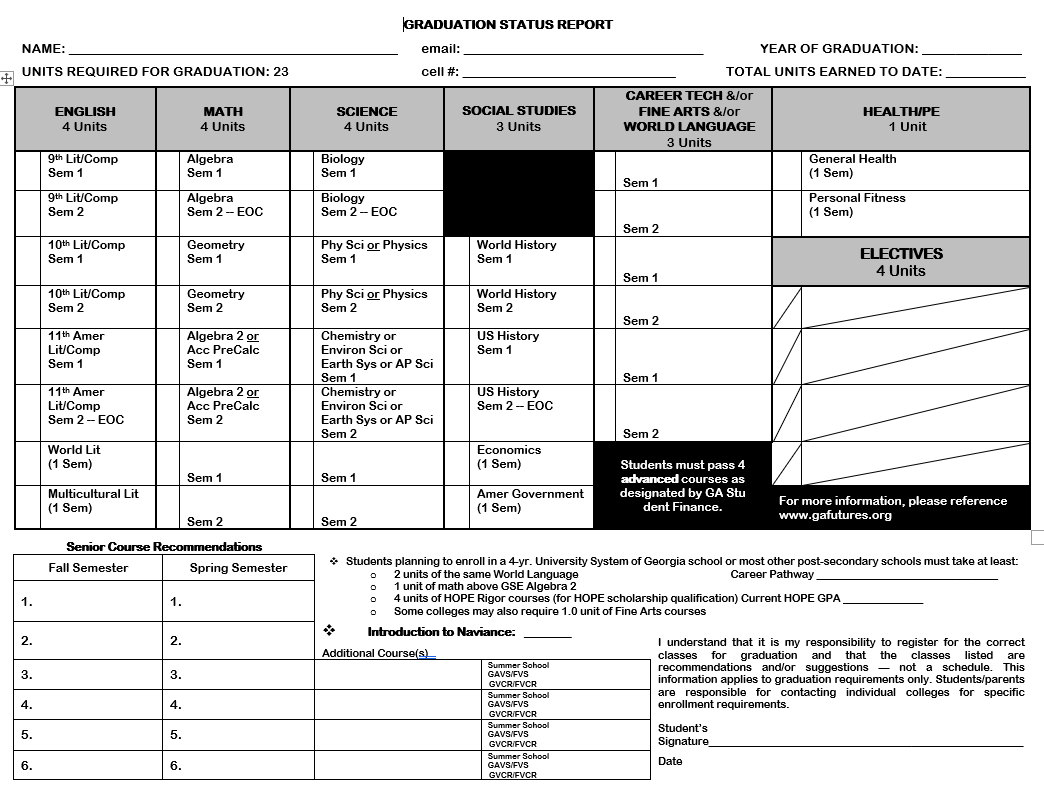 GRADUATION STATUS REPORT
NAME: ______________________ email: ______________________ YEAR OF GRADUATION: ______________
UNITS REQUIRED FOR GRADUATION: 23 cell #: ______________________ TOTAL UNITS EARNED TO DATE: ___________
ENGLISH
4 Units
MATH
4 Units
SCIENCE
4 Units
SOCIAL STUDIES
3 Units
CAREER TECH &/or
FINE ARTS &/or
WORLD LANGUAGE
3 Units
HEALTH/PE
1 Unit
9th Lit/Comp
Sem 1
Algebra
Sem 1
Biology
Sem 1
Sem 1
General Health
(1 Sem)
9th Lit/Comp
Sem 2
Algebra
Sem 2 -- EOC
Biology
Sem 2 -- EOC
Sem 2
Personal Fitness
(1 Sem)
10th Lit/Comp
Sem 1
Geometry
Sem 1
Phy Sci or Physics
Sem 1
World History
Sem 1
Sem 1
ELECTIVES
4 Units
10th Lit/Comp
Sem 2
Geometry
Sem 2
Phy Sci or Physics
Sem 2
World History
Sem 2
Sem 2
11th Amer
Lit/Comp
Sem 1
Algebra 2 or
Acc PreCalc
Sem 1
Chemistry or
Environ Sci or
Earth Sys or AP Sci
Sem 1
US History
Sem 1
Sem 1
11th Amer
Lit/Comp
Sem 2 -- EOC
Algebra 2 or
Acc PreCalc
Sem 2
Chemistry or
Environ Sci or
Earth Sys or AP Sci
Sem 2
US History
Sem 2 -- EOC
Sem 2
World Lit
(1 Sem)
Sem 1
Sem 1
Economics
(1 Sem)
Students must pass 4
advanced courses as
designated by GA Stu
dent Finance.
Multicultural Lit
(1 Sem)
Sem 2
Sem 2
Amer Government
(1 Sem)
For more information, please reference
www.gafutures.org
Senior Course Recommendations
Fall Semester Spring Semester
1. 1.
2. 2.
3. 3.
4. 4.
5. 5.
6. 6.
❖ Students planning to enroll in a 4-yr. University System of Georgia school or most other post-secondary schools must take at least:
o 2 units of the same World Language Career Pathway ______________________
o 1 unit of math above GSE Algebra 2
o 4 units of HOPE Rigor courses (for HOPE scholarship qualification) Current HOPE GPA ____________
o Some colleges may also require 1.0 unit of Fine Arts courses
❖ Introduction to Naviance: _______
Additional Course(s)__
Summer School
GAVS/FVS
GVCR/FVCR
Summer School
GAVS/FVS
GVCR/FVCR
Summer School
GAVS/FVS
GVCR/FVCR
Summer School
GAVS/FVS
GVCR/FVCR
I understand that it is my responsibility to register for the correct
classes for graduation and that the classes listed are
recommendations and/or suggestions — not a schedule. This
information applies to graduation requirements only. Students/parents
are responsible for contacting individual colleges for specific
enrollment requirements.
Student's
Signature______________________
Date